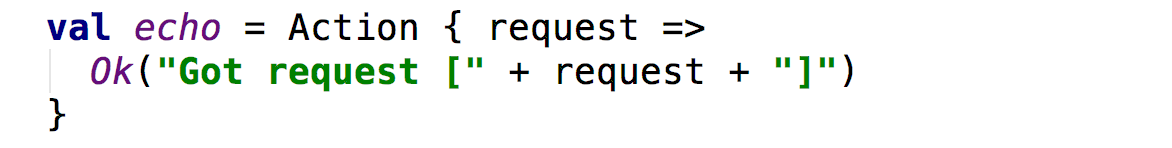 val echo = Action { request =>
  Ok("Got request [" + request + "]")
}